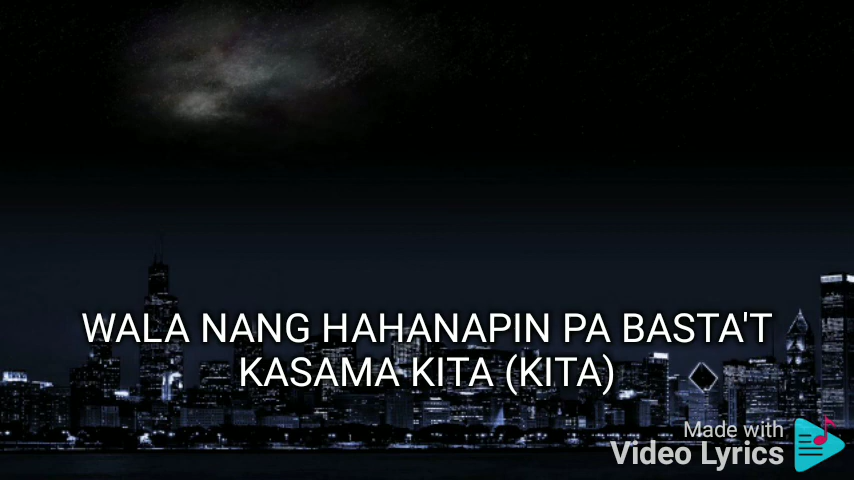 WALA NANG HAHANAPIN PA BASTA'T
KASAMA KITA (KITA)
Made with
Video Lyrics